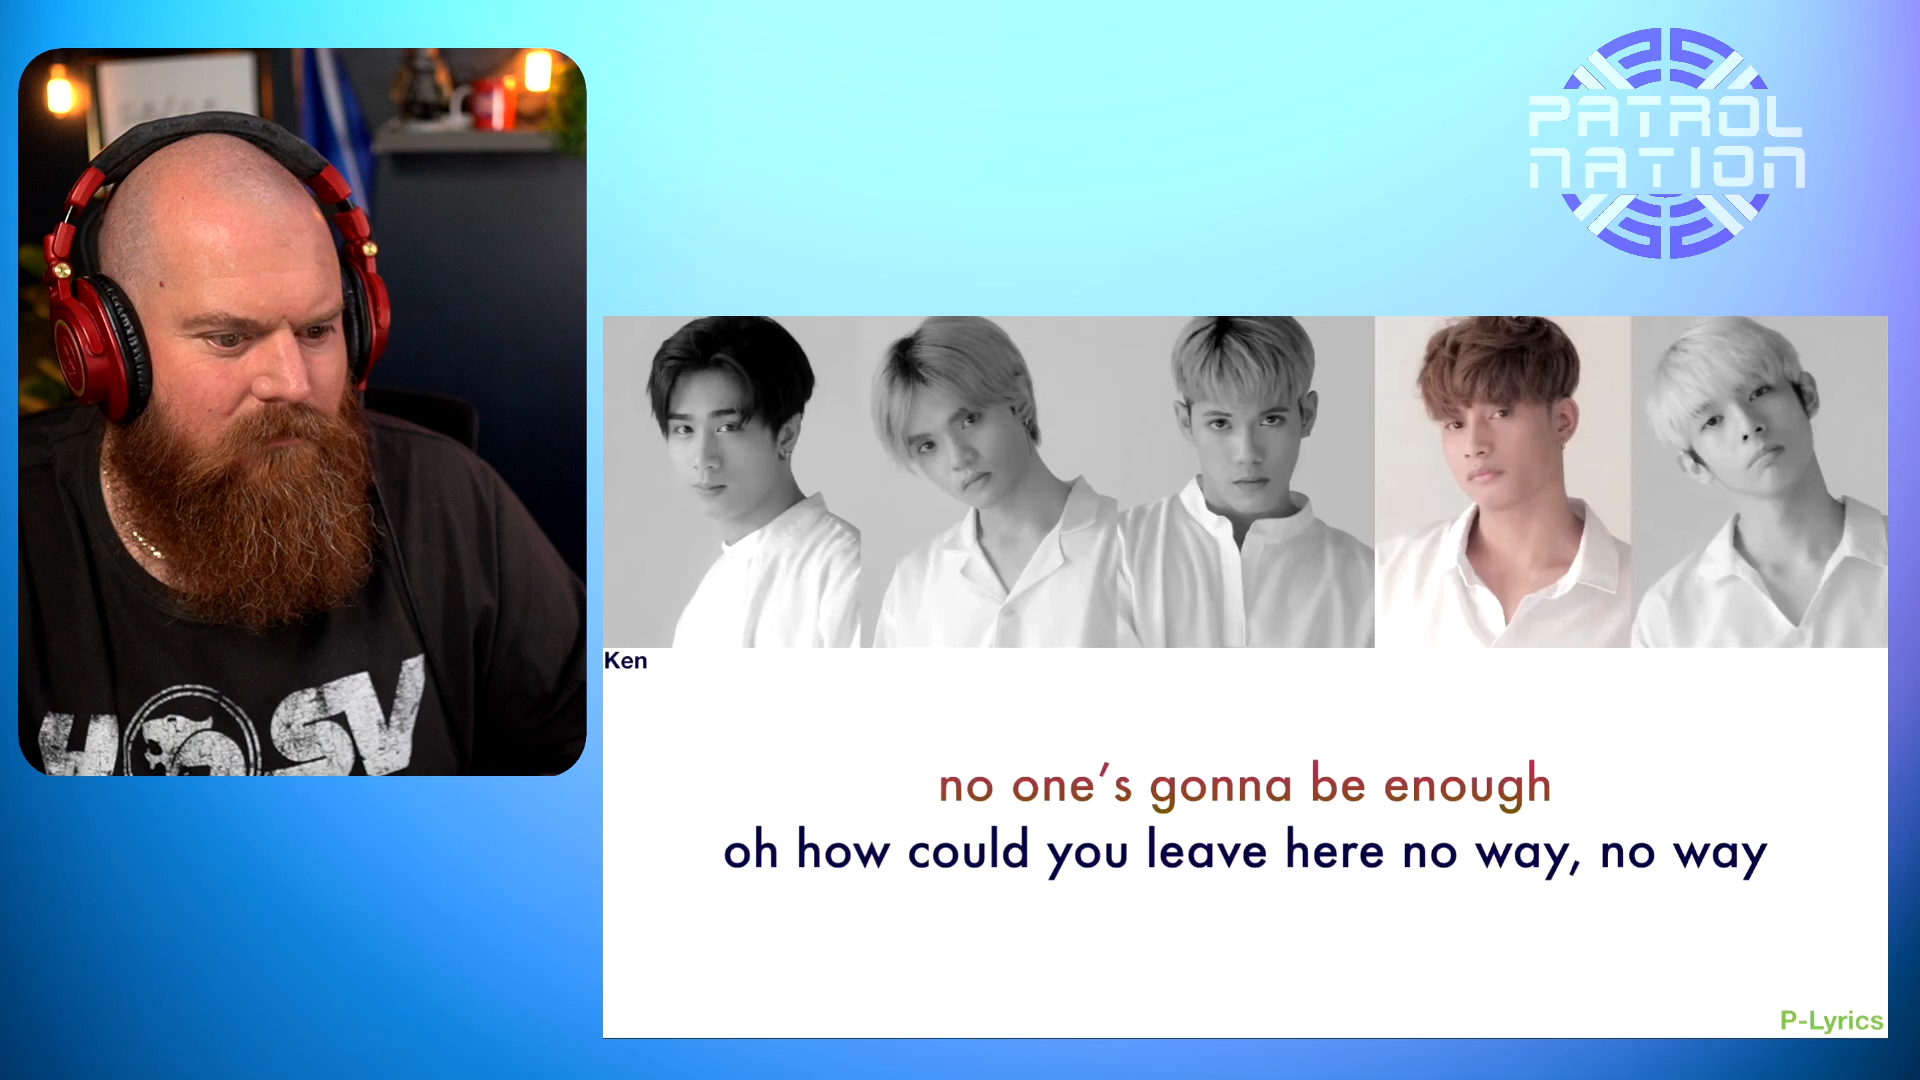 PATROL
NATION
Ken
no one's gonna be enough
oh how could you leave here no way, no way
P-Lyrics